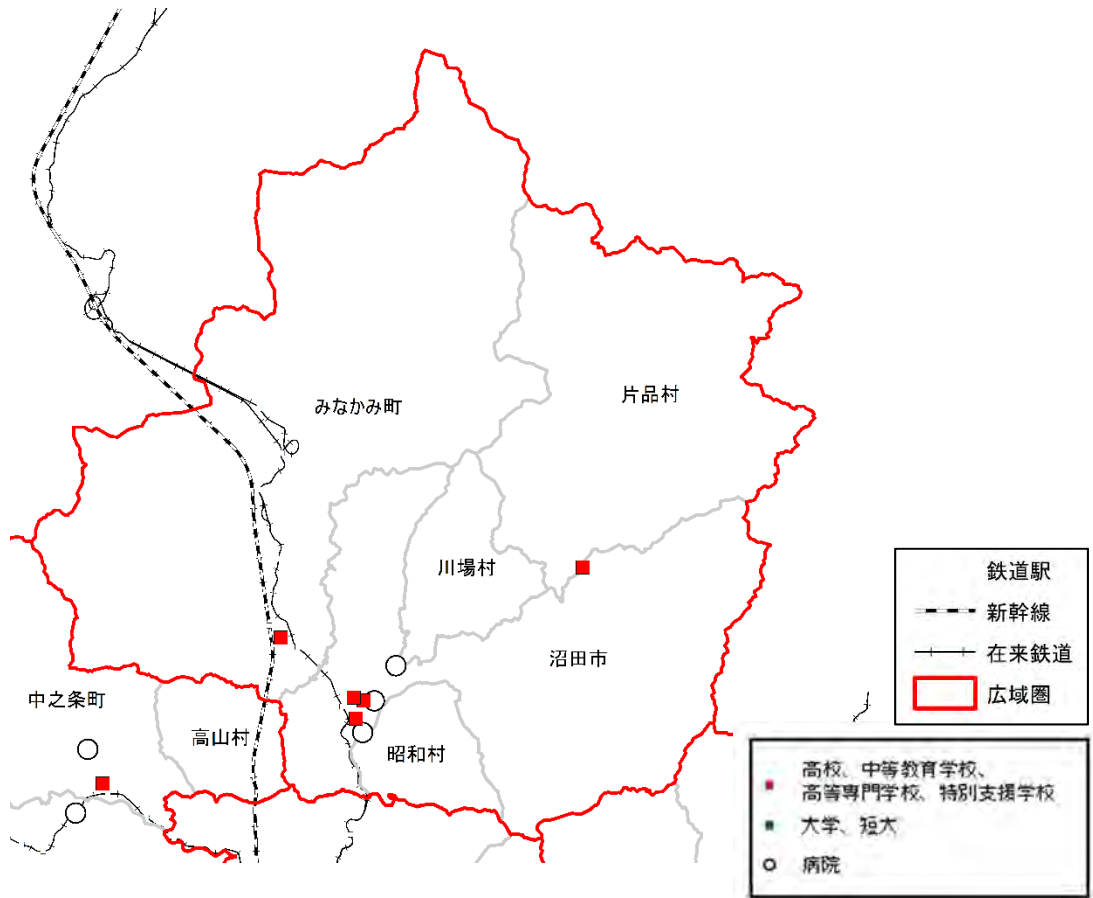 みなかみ町
片品村
川場村
沼田市
中之条町
高山村
昭和村
鉄道駅
新幹線
在来鉄道
広域圏
高校、中等教育学校、
高等専門学校、特別支援学校
大学、短大
病院